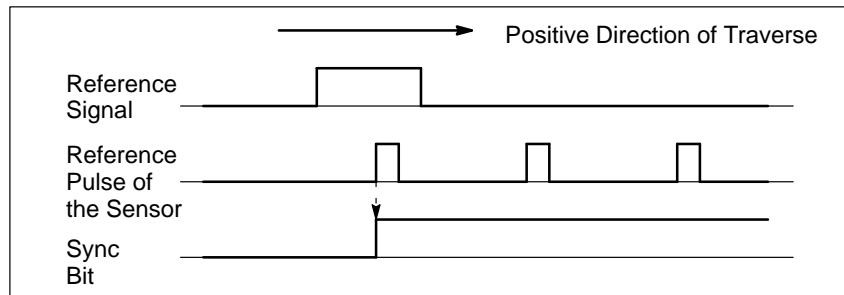 Positive Direction of Traverse
Reference
Signal
Reference
Pulse of
the Sensor
Sync
Bit